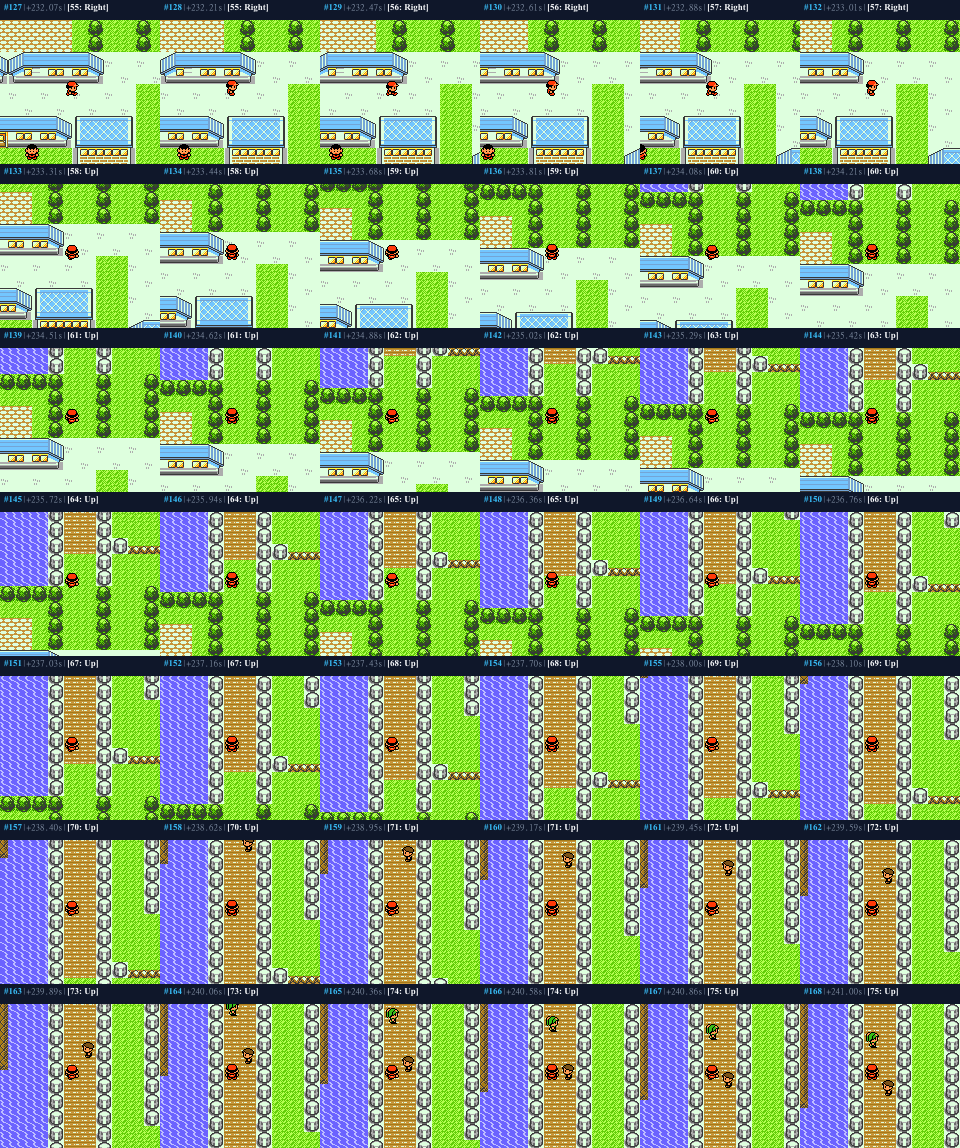 #127 |+232.07s| [55: Right] #128 |+232.21s| [55: Right] #129 |+232.47s| [56: Right] #130 |+232.61s| [56: Right] #131 |+232.88s| [57: Right] #132 |+233.01s| [57: Right]
#133 |+233.31s| [58: Up] #134 |+233.44s| [58: Up] #135 |+233.68s| [59: Up] #136 |+233.81s| [59: Up] #137 |+234.08s| [60: Up] #138 |+234.21s| [60: Up]
#139 |+234.51s| [61: Up] #140 |+234.62s| [61: Up] #141 |+234.88s| [62: Up] #142 |+235.02s| [62: Up] #143 |+235.29s| [63: Up] #144 |+235.42s| [63: Up]
#145 |+235.72s| [64: Up] #146 |+235.94s| [64: Up] #147 |+236.22s| [65: Up] #148 |+236.36s| [65: Up] #149 |+236.64s| [66: Up] #150 |+236.76s| [66: Up]
#151 |+237.03s| [67: Up] #152 |+237.16s| [67: Up] #153 |+237.43s| [68: Up] #154 |+237.70s| [68: Up] #155 |+238.00s| [69: Up] #156 |+238.10s| [69: Up]
#157 |+238.40s| [70: Up] #158 |+238.62s| [70: Up] #159 |+238.95s| [71: Up] #160 |+239.17s| [71: Up] #161 |+239.45s| [72: Up] #162 |+239.59s| [72: Up]
#163 |+239.89s| [73: Up] #164 |+240.06s| [73: Up] #165 |+240.36s| [74: Up] #166 |+240.58s| [74: Up] #167 |+240.86s| [75: Up] #168 |+241.00s| [75: Up]